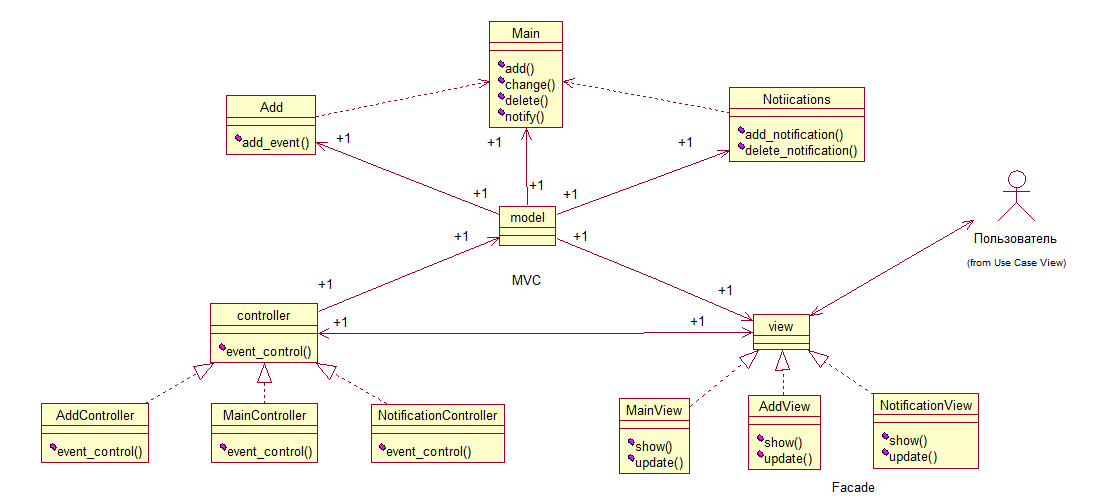 Main
add()
change()
delete()
notify()
Add
add_event()
Notiications
add_notification()
delete_notification()
+1
+1
+1
+1
+1
+1
model
Пользователь
(from Use Case View)
+1
+1
MVC
+1
+1
controller
event_control()
+1
+1
view
AddController
event_control()
MainController
event_control()
NotificationController
event_control()
MainView
show()
update()
AddView
show()
update()
NotificationView
show()
update()
Facade